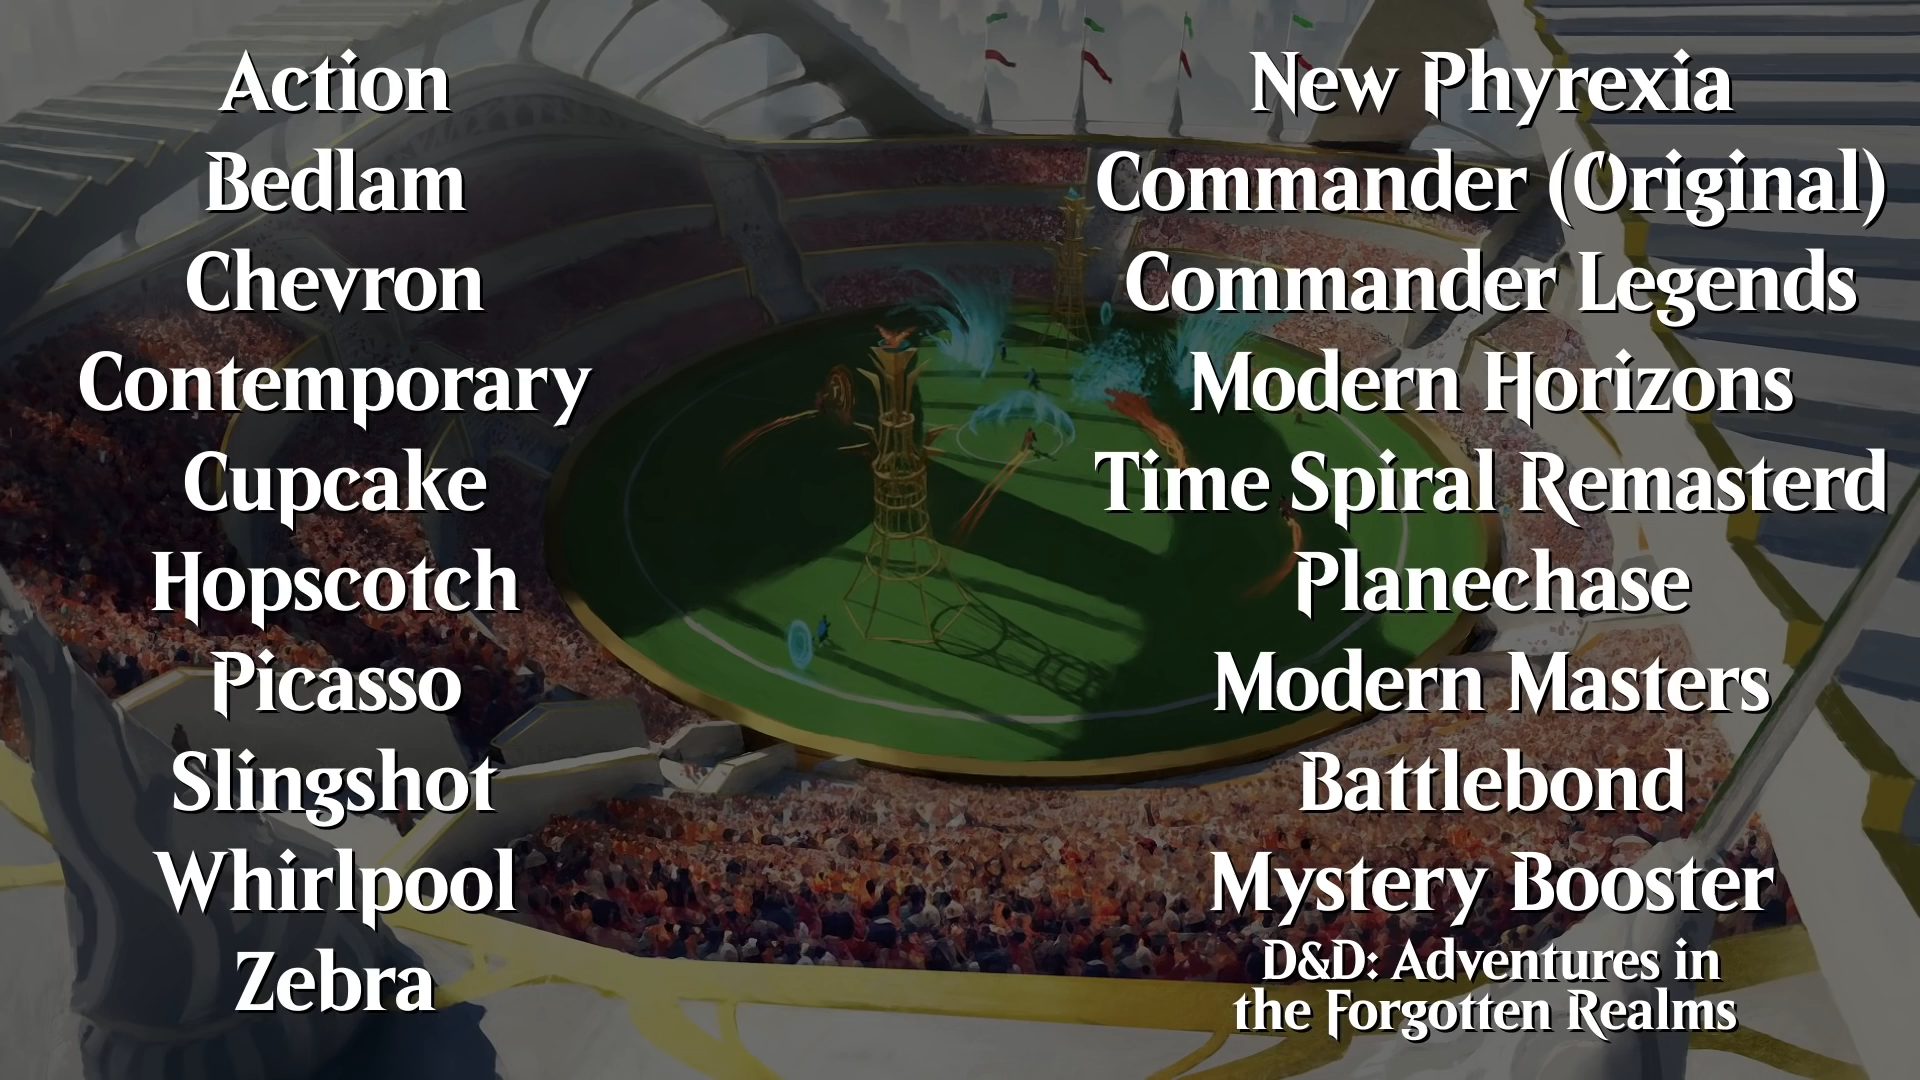 Action
Bedlam
Chevron
Contemporary
Cupcake
Hopscotch
Picasso
Slingshot
Whirlpool
Zebra
New Phyrexia
Commander (Original)
Commander Legends
Modern Horizons
Time Spiral Remasterd
Planechase
Modern Masters
Battlebond
Mystery Booster
D&D: Adventures in
the Forgotten Realms